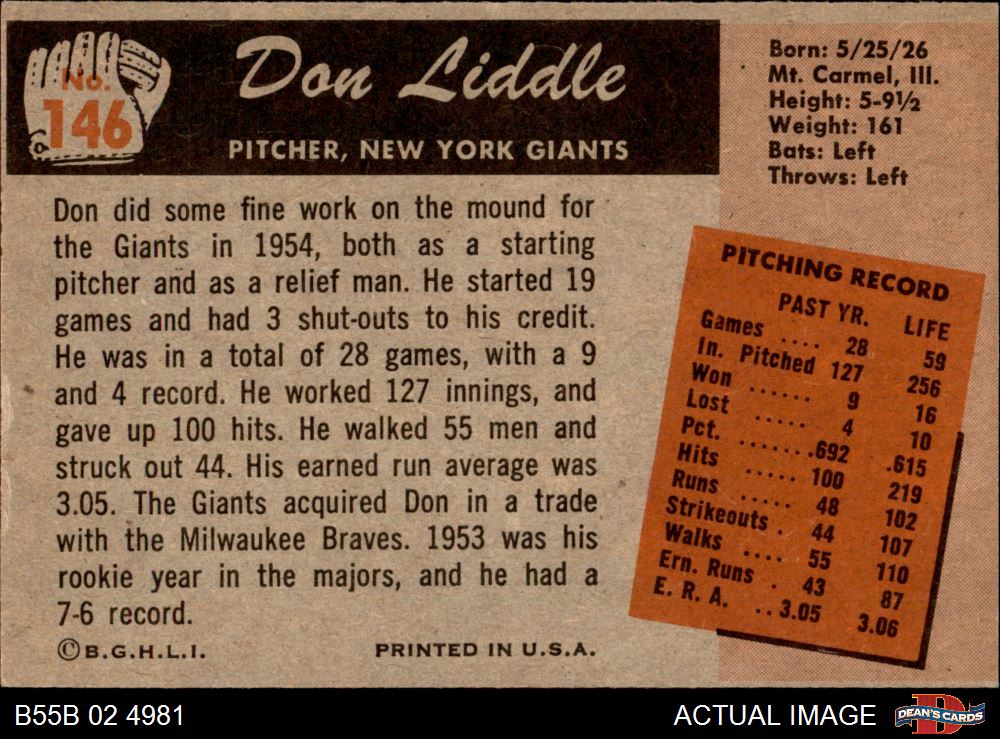 No.
146
Don Liddle
PITCHER, NEW YORK GIANTS
Born: 5/25/26
Mt. Carmel, Ill.
Height: 5-9½
Weight: 161
Bats: Left
Throws: Left
Don did some fine work on the mound for
the Giants in 1954, both as a starting
pitcher and as a relief man. He started 19
games and had 3 shut-outs to his credit.
He was in a total of 28 games, with a 9
and 4 record. He worked 127 innings, and
gave up 100 hits. He walked 55 men and
struck out 44. His earned run average was
3.05. The Giants acquired Don in a trade
with the Milwaukee Braves. 1953 was his
rookie year in the majors, and he had a
7-6 record.
©B.G.H.L.I. PRINTED IN U.S.A.
PITCHING RECORD
PAST YR. LIFE
Games .... 28 59
In. Pitched 127 256
Won ...... 9 16
Lost ..... 4 10
Pct. .......692 .615
Hits ..... 100 219
Runs ..... 48 102
Strikeouts . 44 107
Walks .... 55 110
Ern. Runs . 43 87
E. R. A. ..3.05 3.06
B55B 02 4981
ACTUAL IMAGE
D
DEAN'S CARDS